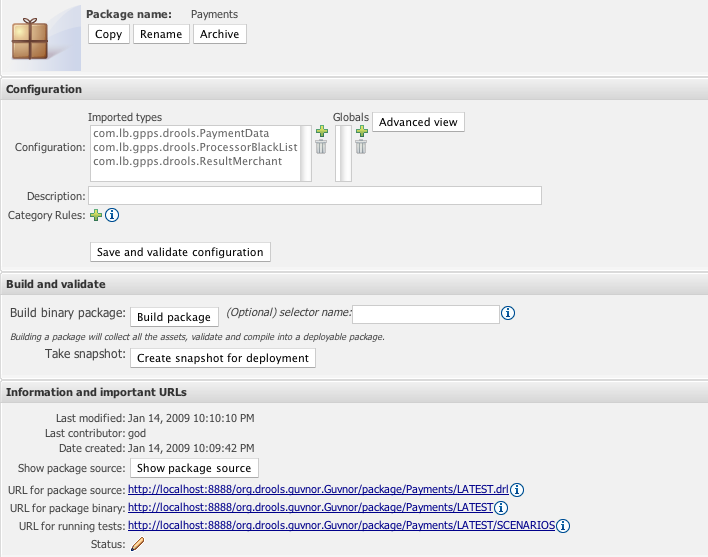 Package name: Payments
Copy Rename Archive
Configuration
Imported types Globals
Advanced view
Configuration:
com.lb.gpps.drools.PaymentData
com.lb.gpps.drools.ProcessorBlackList
com.lb.gpps.drools.ResultMerchant
Description:
Category Rules:
Save and validate configuration
Build and validate
Build binary package: Build package (Optional) selector name:
Building a package will collect all the assets, validate and compile into a deployable package.
Take snapshot: Create snapshot for deployment
Information and important URLs
Last modified: Jan 14, 2009 10:10:10 PM
Last contributor: god
Date created: Jan 14, 2009 10:09:42 PM
Show package source: Show package source
URL for package source: http://localhost:8888/org.drools.guvnor.Guvnor/package/Payments/LATEST.drl
URL for package binary: http://localhost:8888/org.drools.guvnor.Guvnor/package/Payments/LATEST
URL for running tests: http://localhost:8888/org.drools.guvnor.Guvnor/package/Payments/LATEST/SCENARIOS
Status: